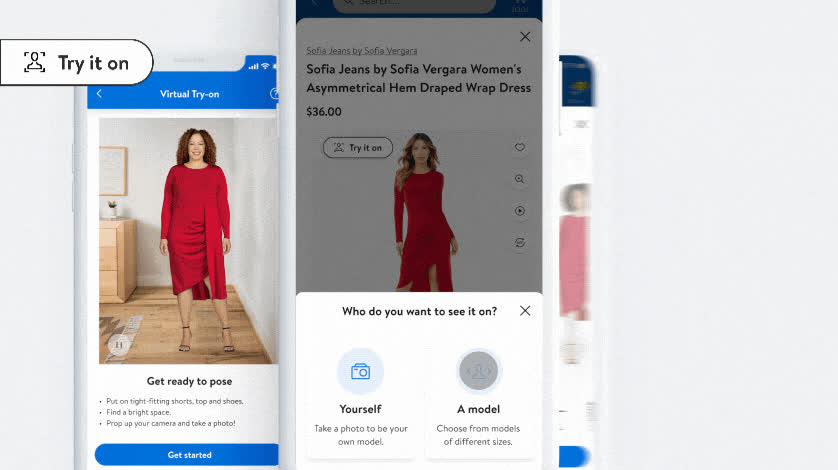 Try it on
Virtual Try-on
Get ready to pose
• Put on tight-fitting shorts, top and shoes.
• Find a bright space.
• Prop up your camera and take a photo!
Get started
Search...
Sofia Jeans by Sofia Vergara
Sofia Jeans by Sofia Vergara Women's
Asymmetrical Hem Draped Wrap Dress
$36.00
Try it on
Who do you want to see it on?
Yourself
Take a photo to be your
own model.
A model
Choose from models
of different sizes.